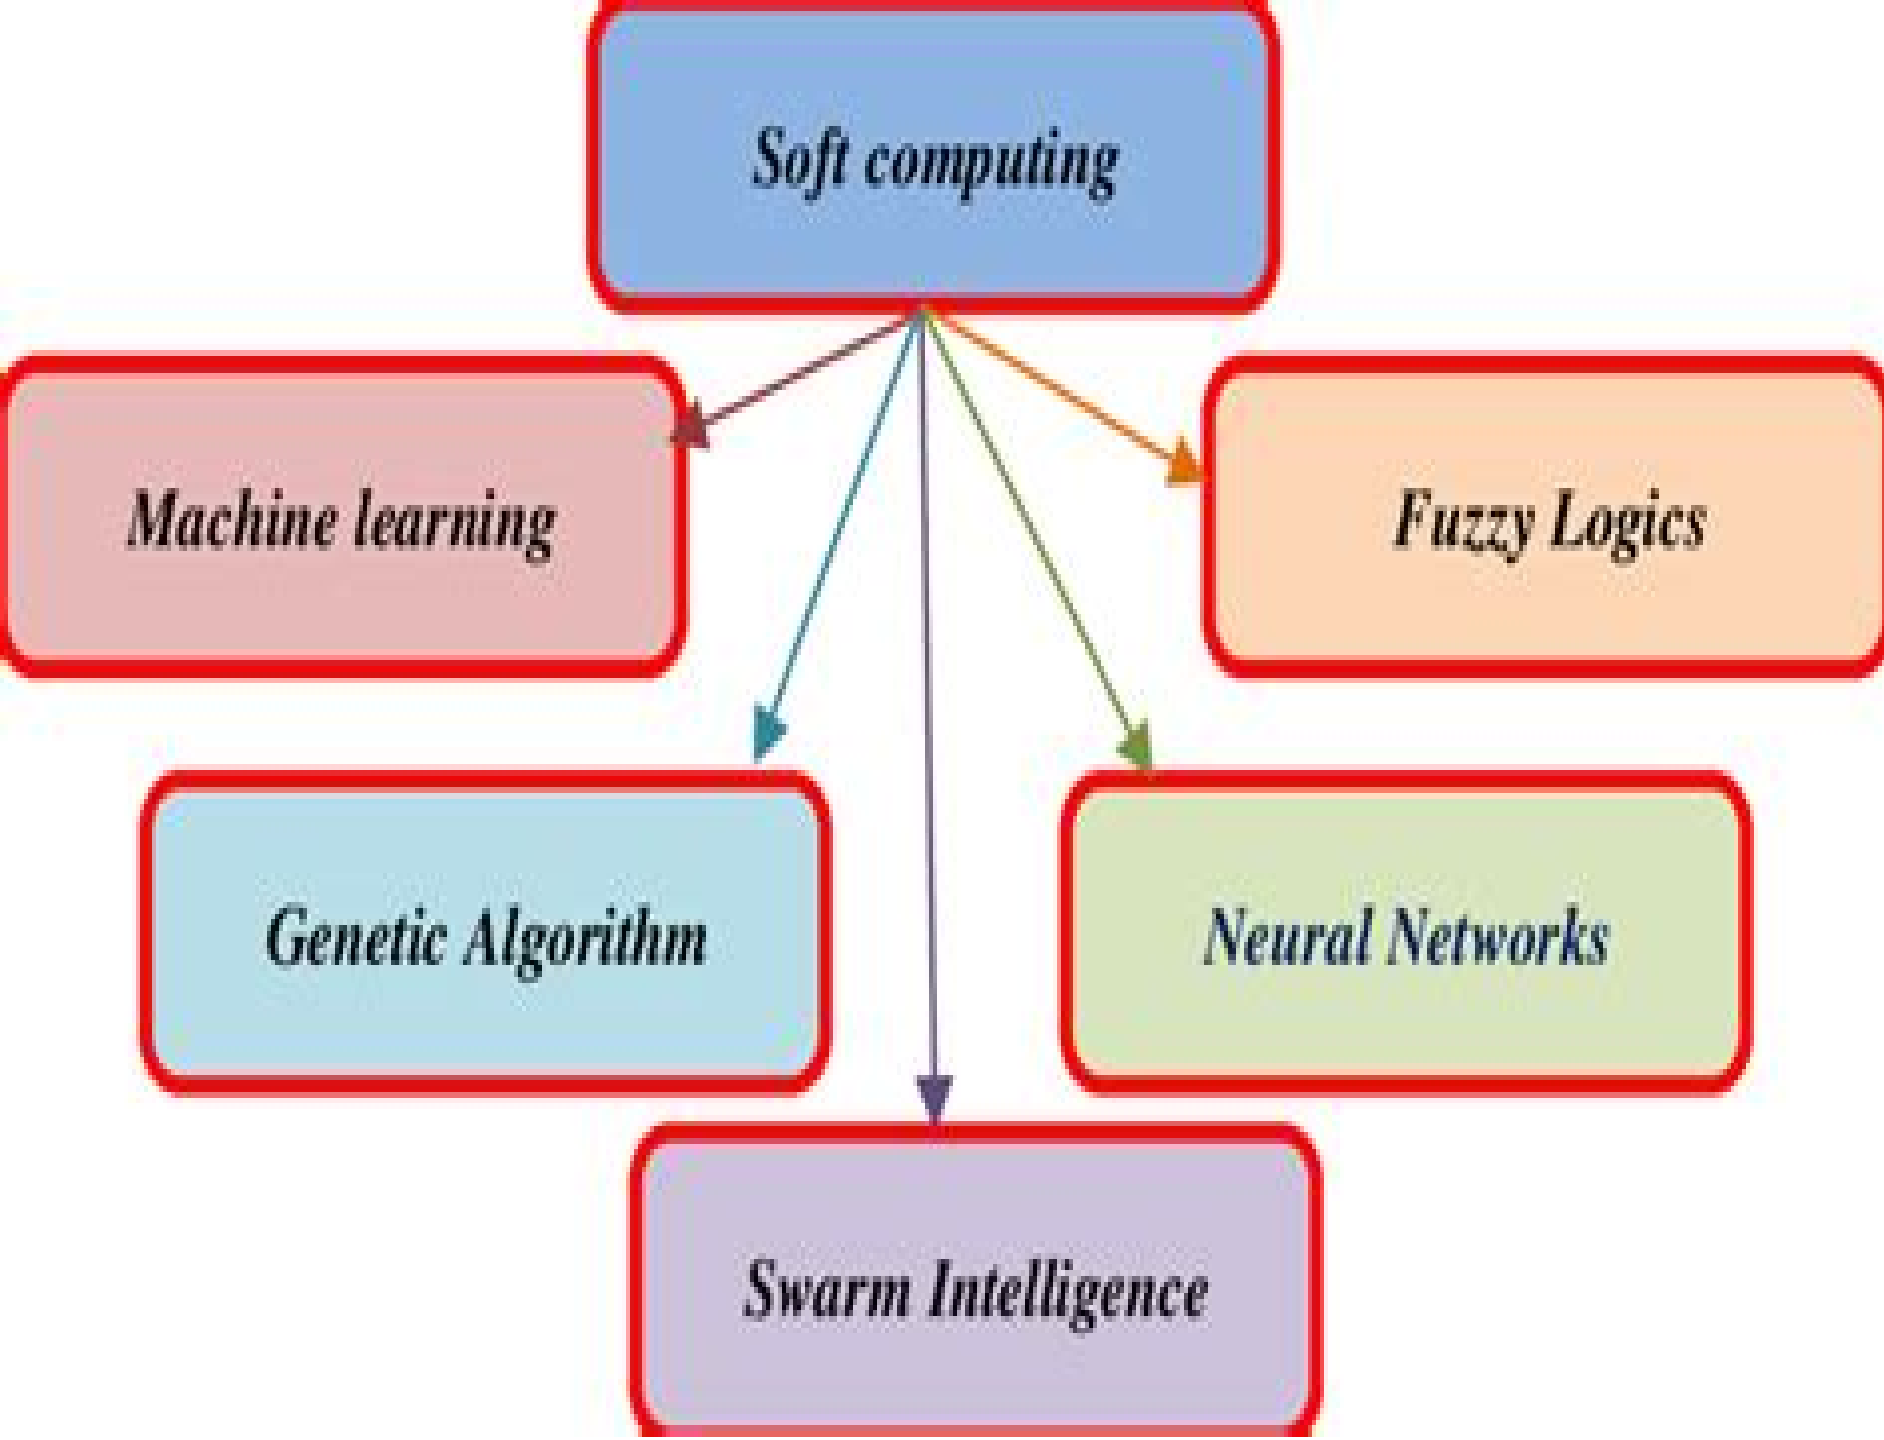 Soft computing
Machine learning
Fuzzy Logics
Genetic Algorithm
Neural Networks
Swarm Intelligence